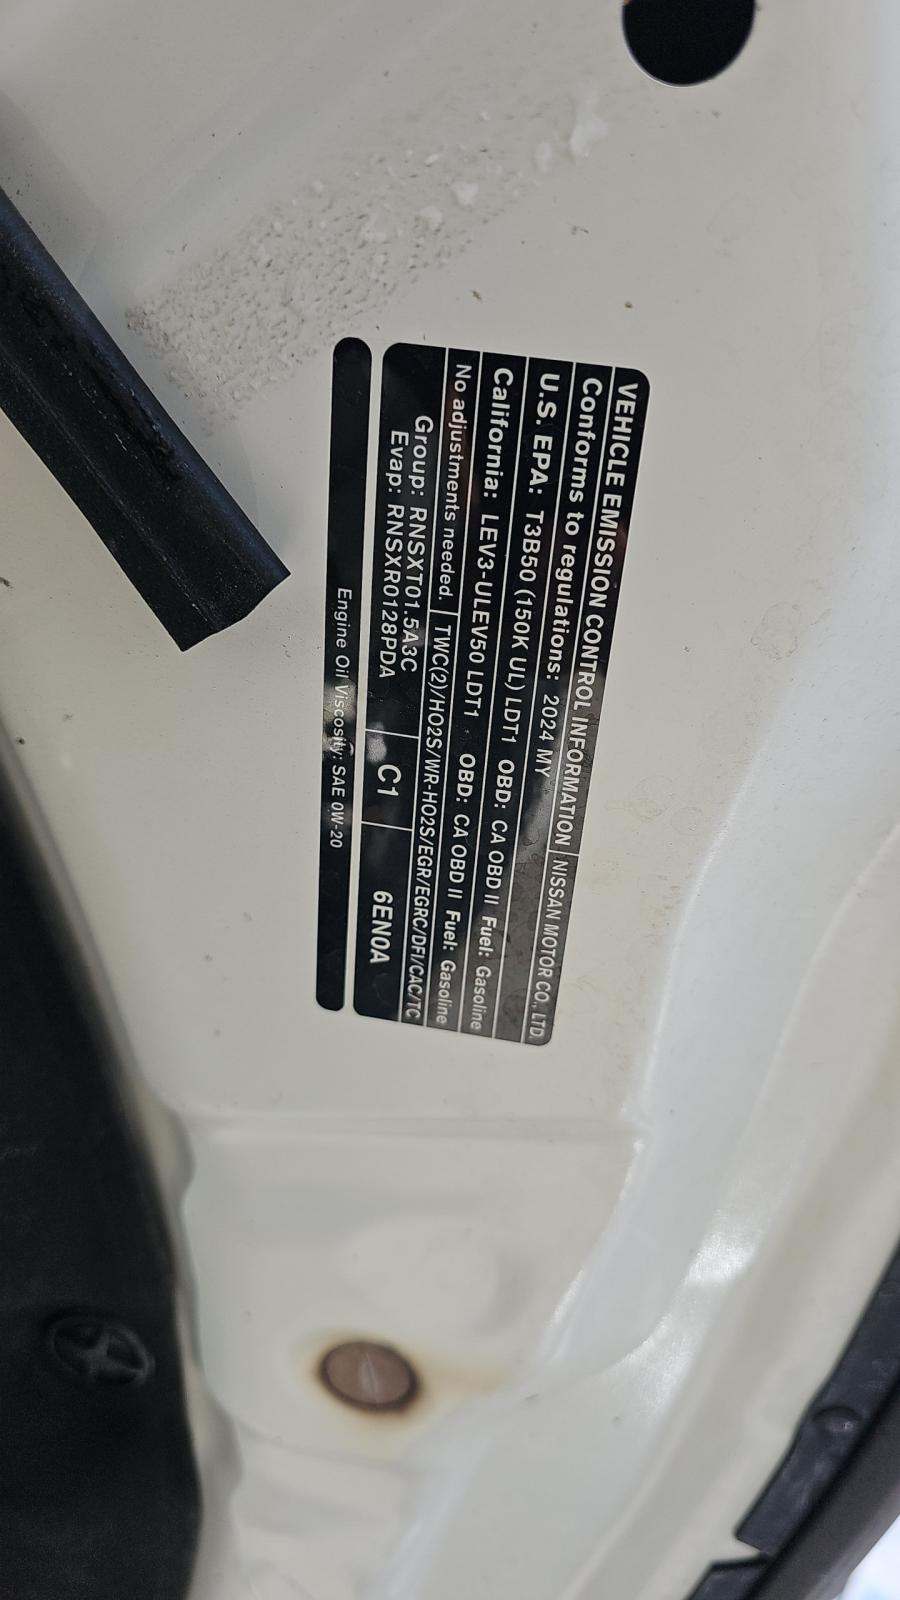 VEHICLE EMISSION CONTROL INFORMATION NISSAN MOTOR CO., LTD.
Conforms to regulations: 2024 MY
U.S. EPA: T3B50 (150K UL) LDT1 OBD: CA OBD II Fuel: Gasoline
California: LEV3-ULEV50 LDT1 OBD: CA OBD II Fuel: Gasoline
No adjustments needed. TWC(2)/HO2S/WR-HO2S/EGR/EGRC/DFI/CAC/TC
Group: RNSXT01.5A3C
Evap: RNSXR0128PDA
C1
6EN0A
Engine Oil Viscosity: SAE 0W-20